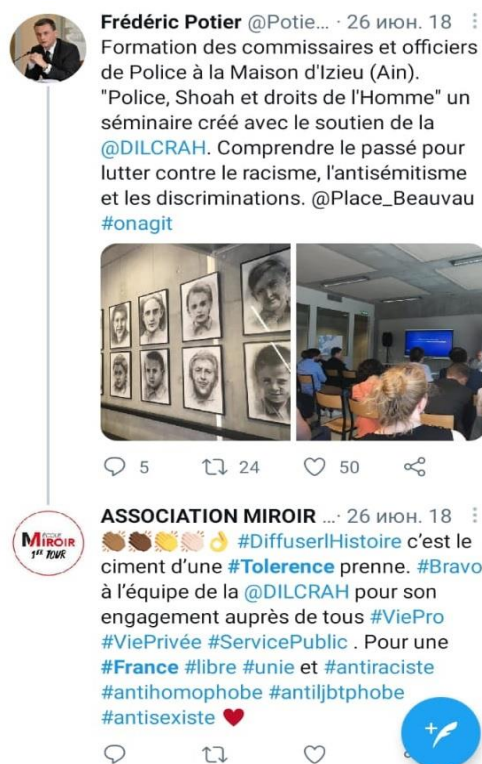 Frédéric Potier @Potie... · 26 июн. 18
Formation des commissaires et officiers
de Police à la Maison d'Izieu (Ain).
"Police, Shoah et droits de l'Homme" un
séminaire créé avec le soutien de la
@DILCRAH. Comprendre le passé pour
lutter contre le racisme, l'antisémitisme
et les discriminations. @Place_Beauvau
#onagit
5 24 50
ÉCOLE
MIROIR
1ER TOUR
ASSOCIATION MIROIR ... · 26 июн. 18
👏🏽👏🏿👏👏🏻👌 #DiffuserlHistoire c’est le
ciment d’une #Tolerence prenne. #Bravo
à l’équipe de la @DILCRAH pour son
engagement auprès de tous #ViePro
#ViePrivée #ServicePublic . Pour une
#France #libre #unie et #antiraciste
#antihomophobe #antiljbtphobe
#antisexiste ♥